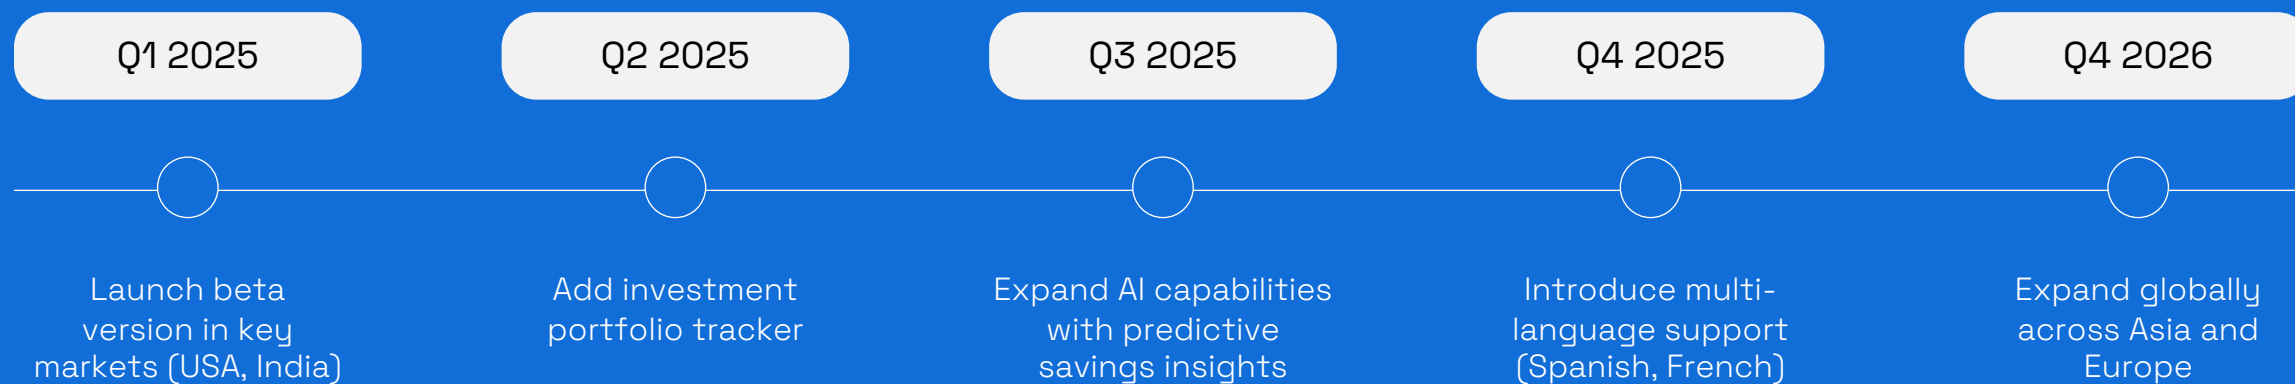 Q1 2025
Q2 2025
Q3 2025
Q4 2025
Q4 2026
Launch beta
version in key
markets (USA, India)
Add investment
portfolio tracker
Expand AI capabilities
with predictive
savings insights
Introduce multi-
language support
(Spanish, French)
Expand globally
across Asia and
Europe